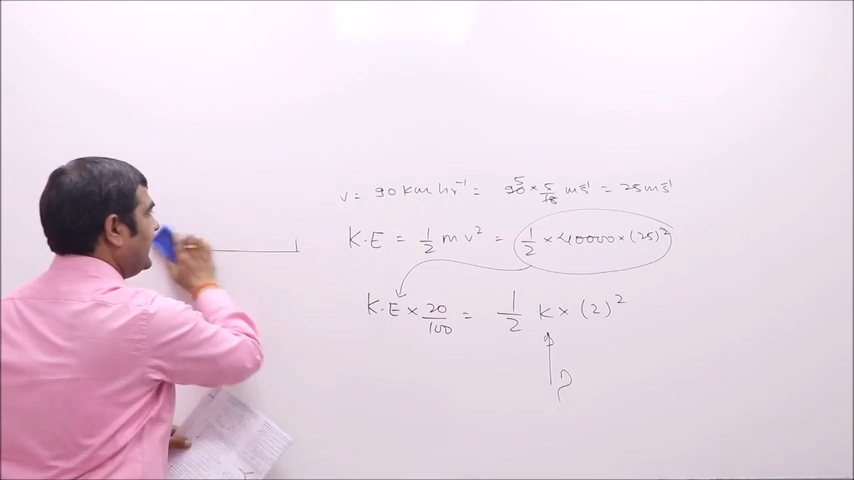 v = 90 km hr⁻¹ = 90 × 5/18 ms⁻¹ = 25 ms⁻¹ 5
K.E = 1/2 m v² = 1/2 × 40000 × (25)²
K.E × 20/100 = 1/2 K × (2)²
?